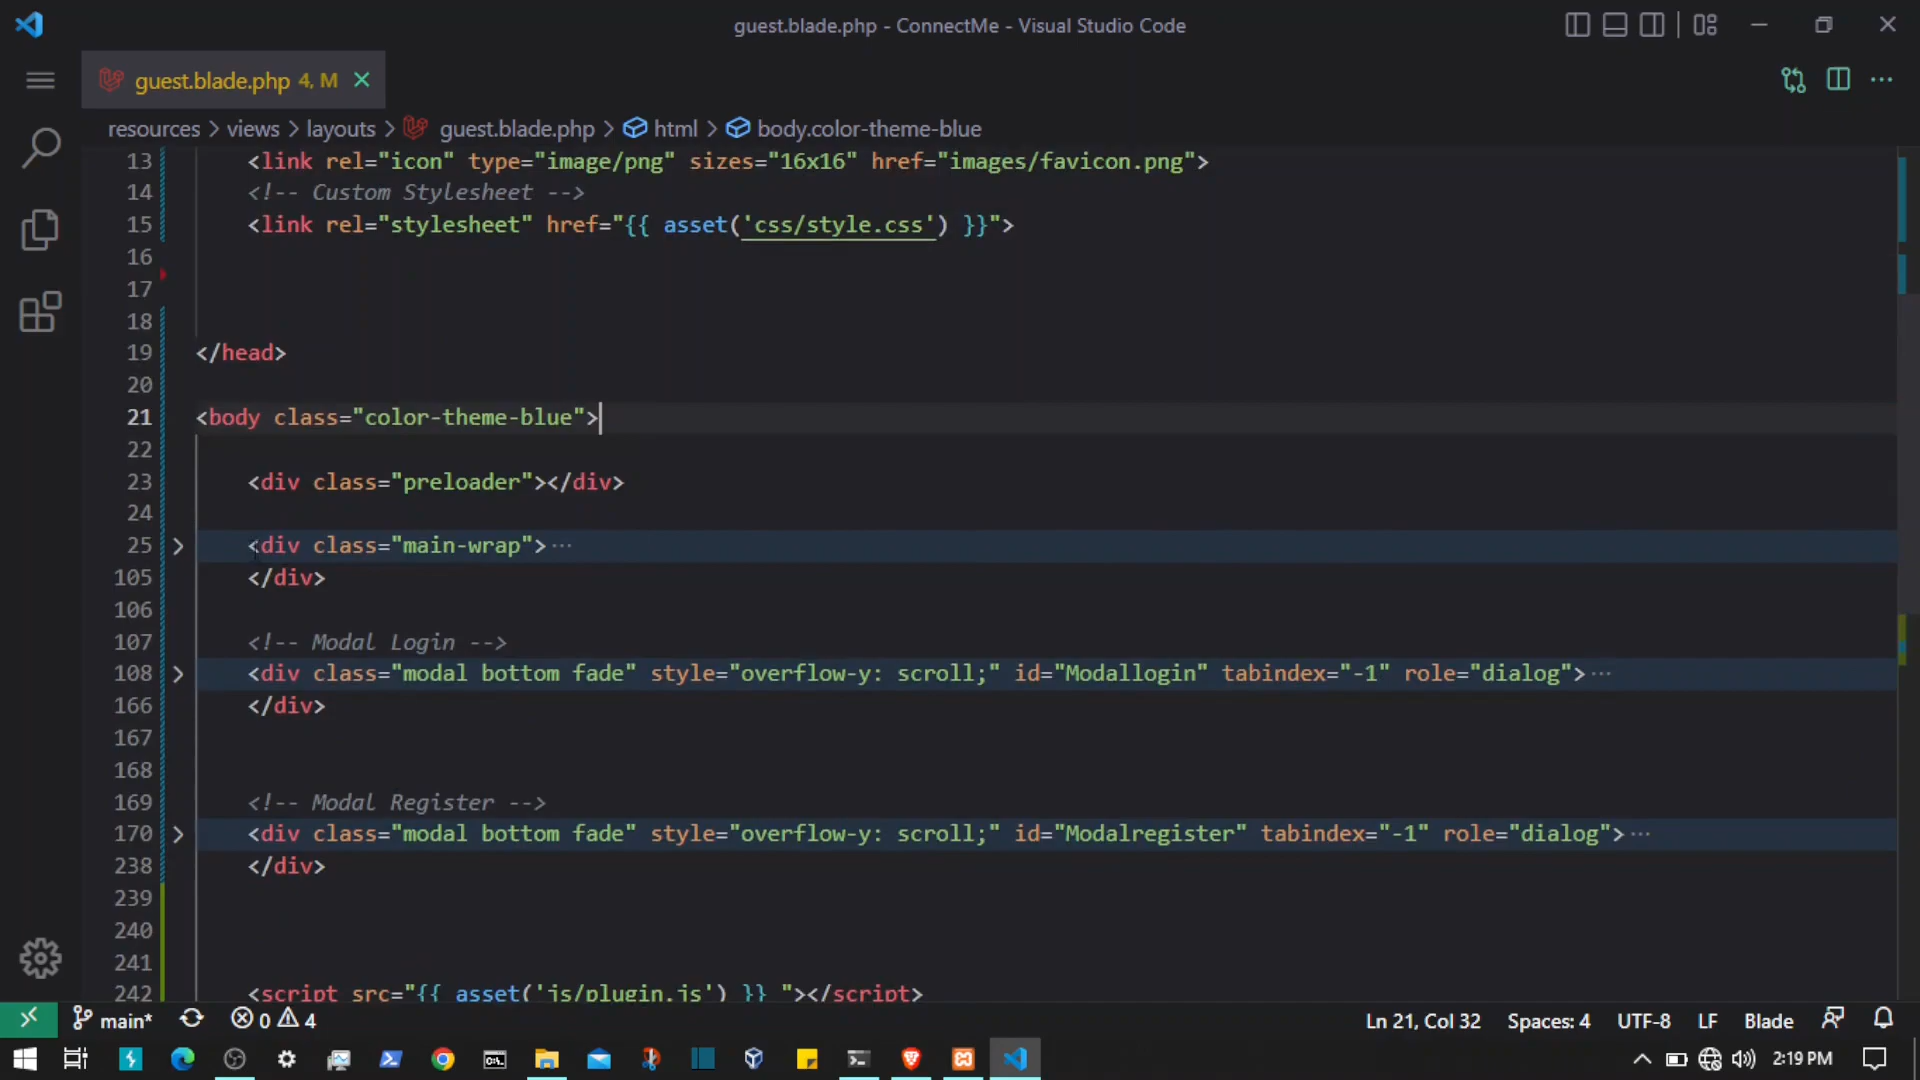 guest.blade.php - ConnectMe - Visual Studio Code
guest.blade.php 4, M
resources > views > layouts > guest.blade.php > html > body.color-theme-blue
13 <link rel="icon" type="image/png" sizes="16x16" href="images/favicon.png">
14 <!-- Custom Stylesheet -->
15 <link rel="stylesheet" href="{{ asset('css/style.css') }}">
16
17
18
19 </head>
20
21 <body class="color-theme-blue">
22
23 <div class="preloader"></div>
24
25 <div class="main-wrap">···
105 </div>
106
107 <!-- Modal Login -->
108 <div class="modal bottom fade" style="overflow-y: scroll;" id="Modallogin" tabindex="-1" role="dialog">···
166 </div>
167
168
169 <!-- Modal Register -->
170 <div class="modal bottom fade" style="overflow-y: scroll;" id="Modalregister" tabindex="-1" role="dialog">···
238 </div>
239
240
241
242 <script src="{{ asset('js/plugin.js') }} "></script>
main* 0 4 Ln 21, Col 32 Spaces: 4 UTF-8 LF Blade
2:19 PM